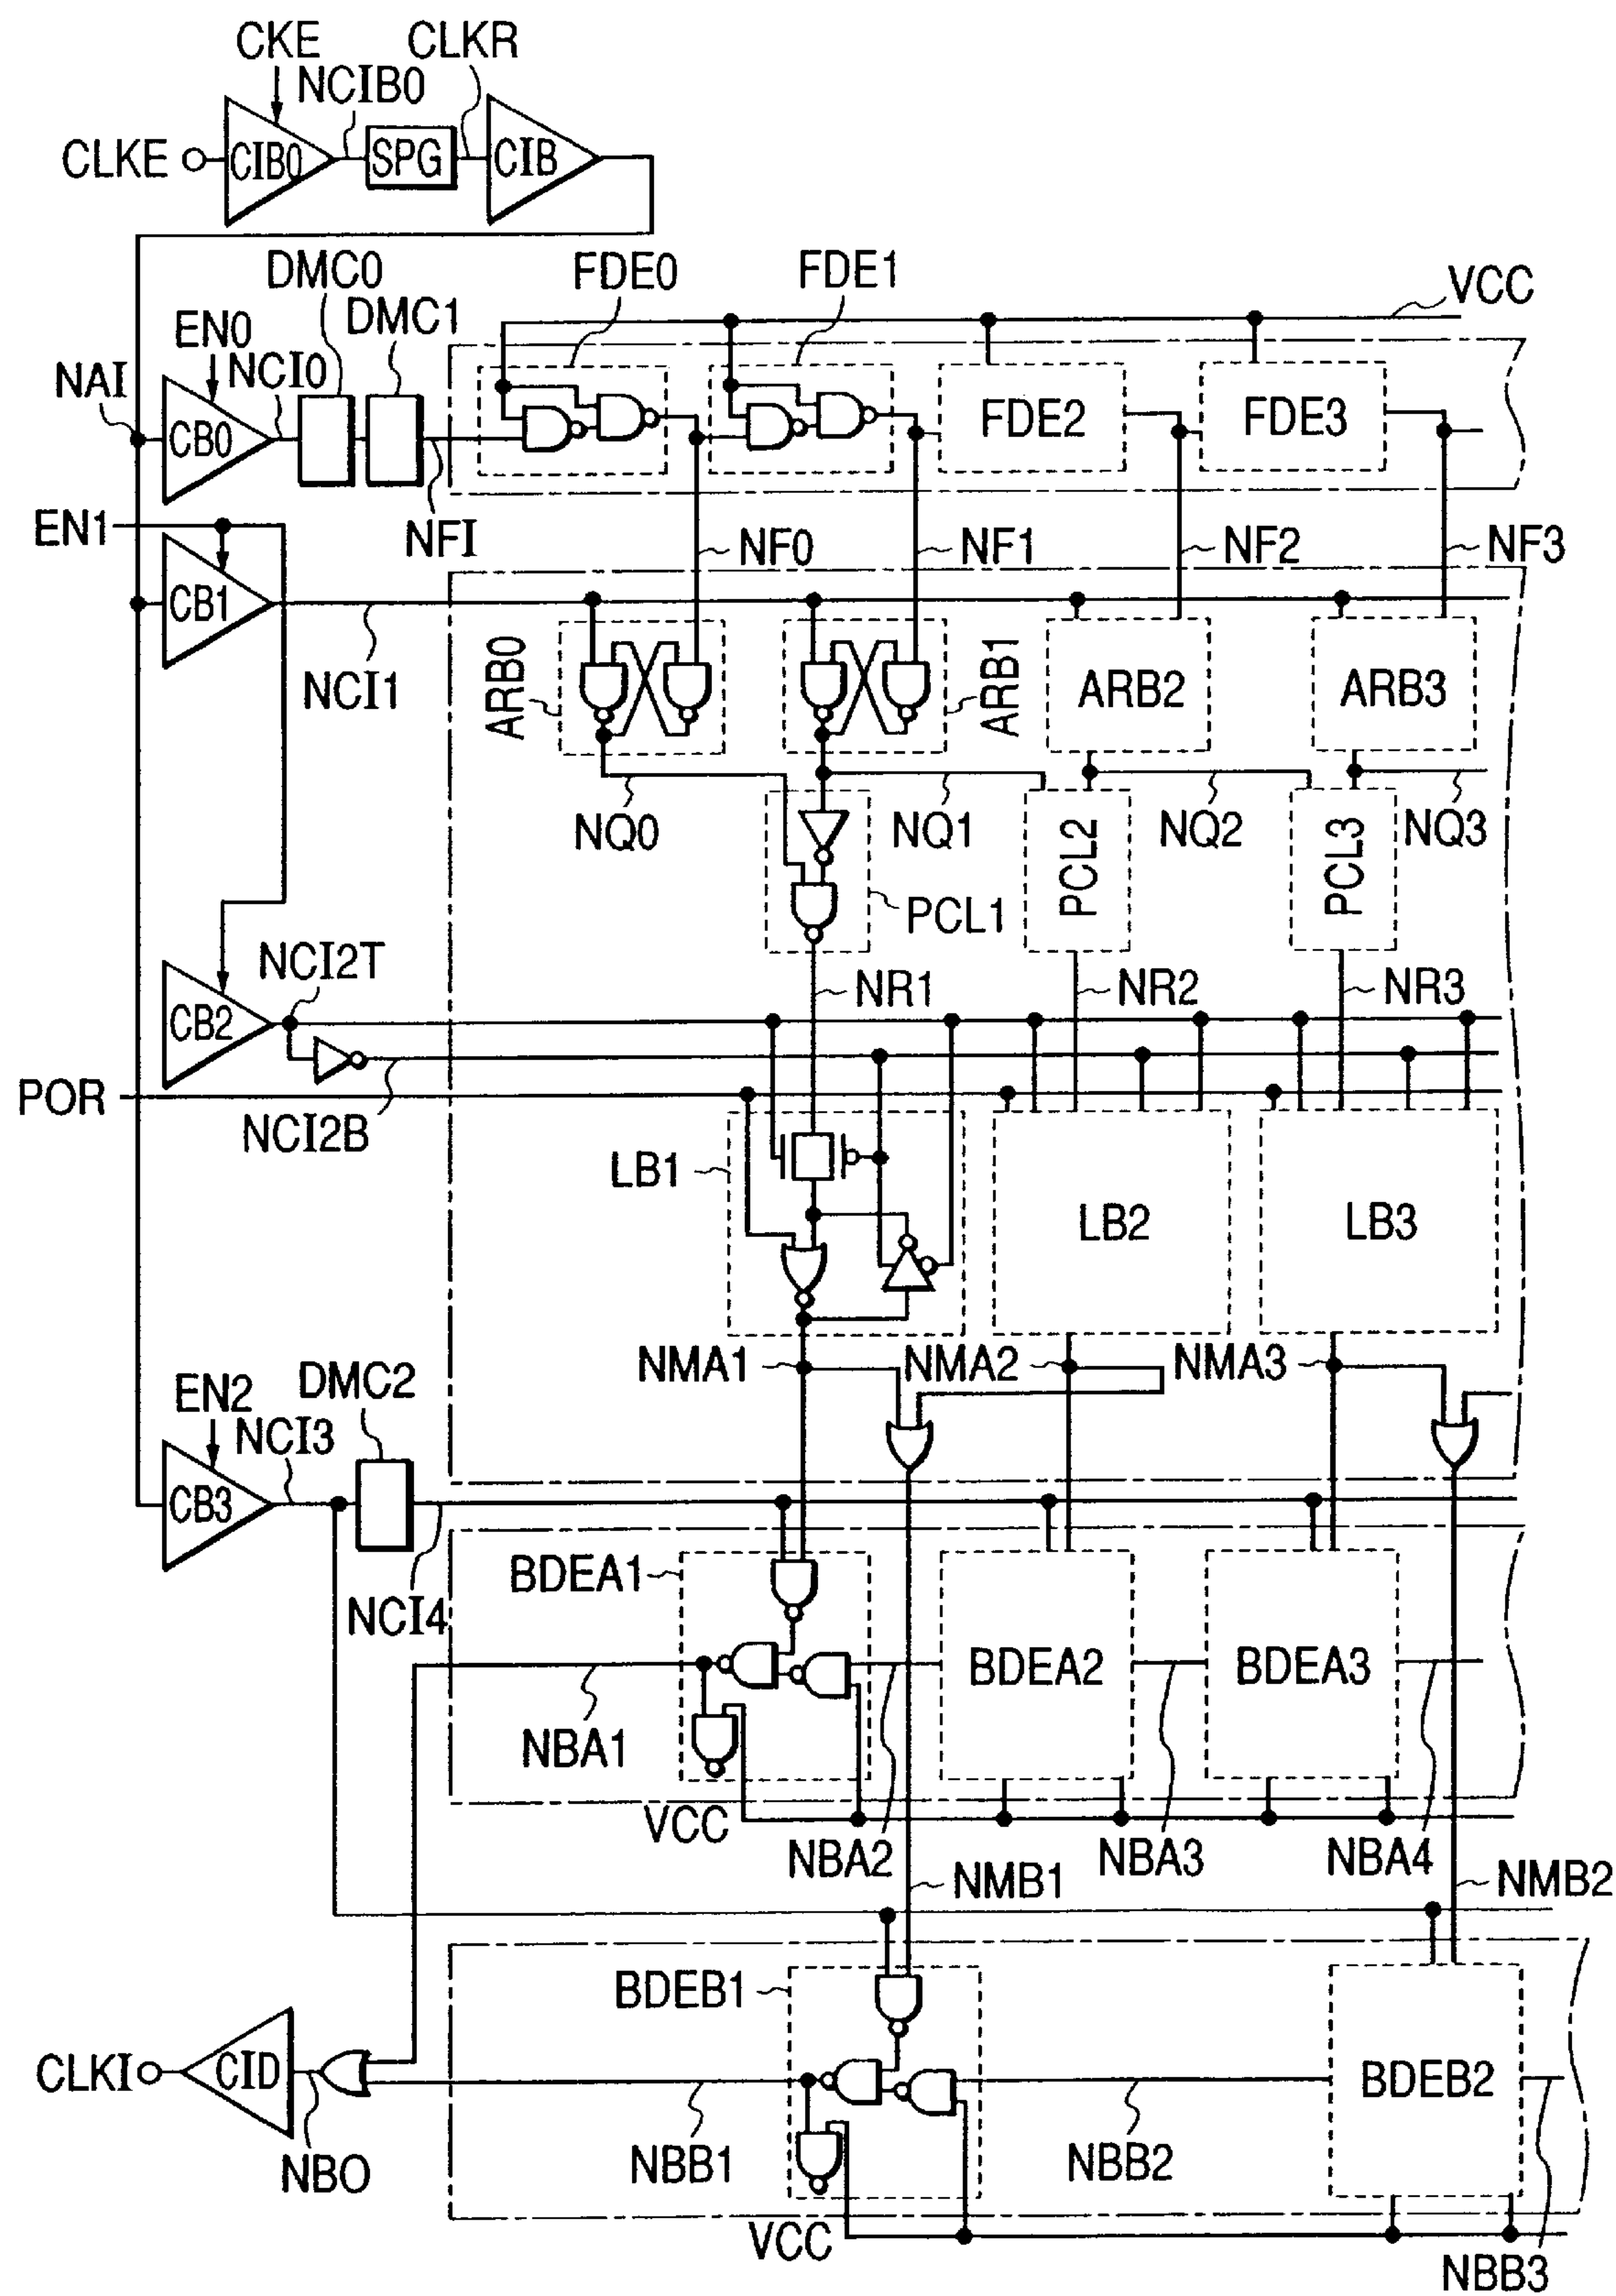 CKE
CLKR
NCIB0
CLKE
CIB0
SPG
CIB
DMC0
FDE0
FDE1
VCC
EN0
DMC1
NAI
NCI0
CB0
FDE2
FDE3
EN1
NFI
NF0
NF1
NF2
NF3
CB1
NCI1
ARB0
ARB1
ARB2
ARB3
NQ0
NQ1
NQ2
NQ3
PCL1
PCL2
PCL3
NCI2T
NR1
NR2
NR3
CB2
POR
NCI2B
LB1
LB2
LB3
NMA1
NMA2
NMA3
DMC2
EN2
NCI3
CB3
NCI4
BDEA1
BDEA2
BDEA3
NBA1
VCC
NBA2
NBA3
NBA4
NMB1
NMB2
BDEB1
BDEB2
CLKI
CID
NBO
NBB1
NBB2
VCC
NBB3